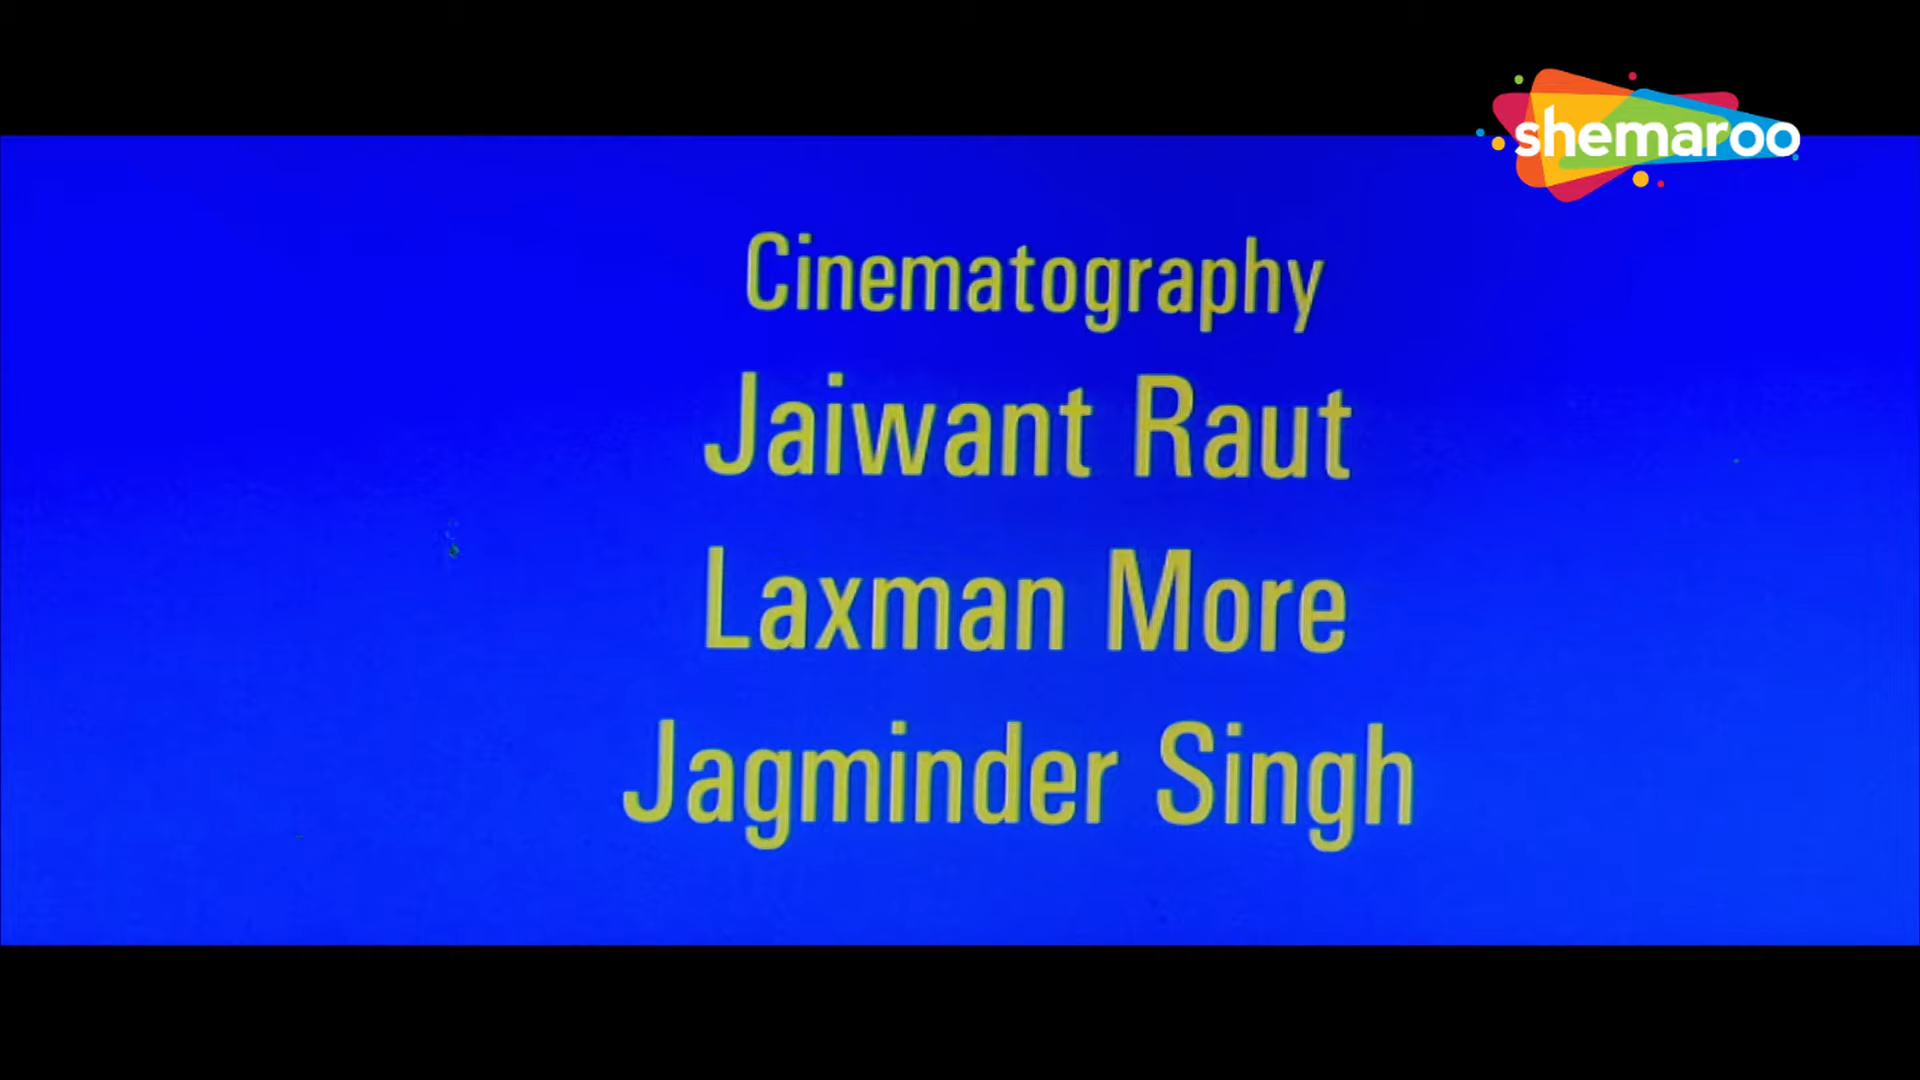 shemaroo
Cinematography
Jaiwant Raut
Laxman More
Jagminder Singh